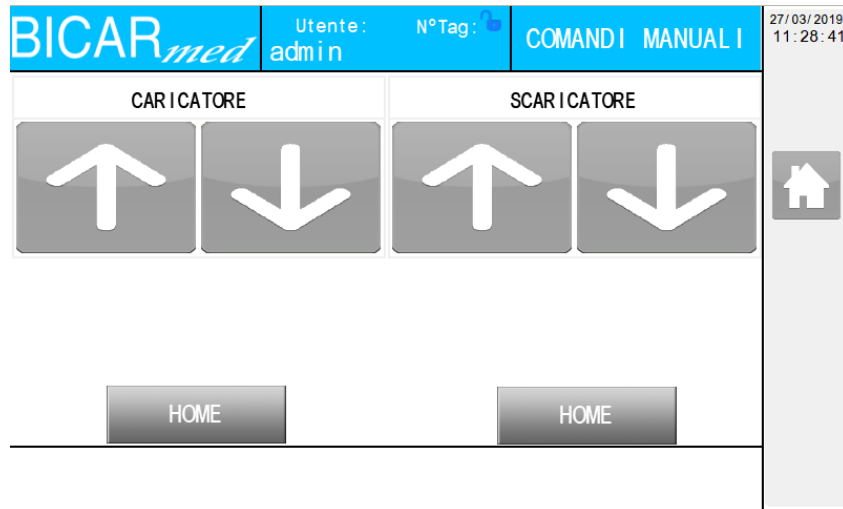 BICARmed
Utente:
admin
N°Tag:
COMANDI MANUALI
27/03/2019
11:28:41
CARICATORE
SCARICATORE
HOME
HOME